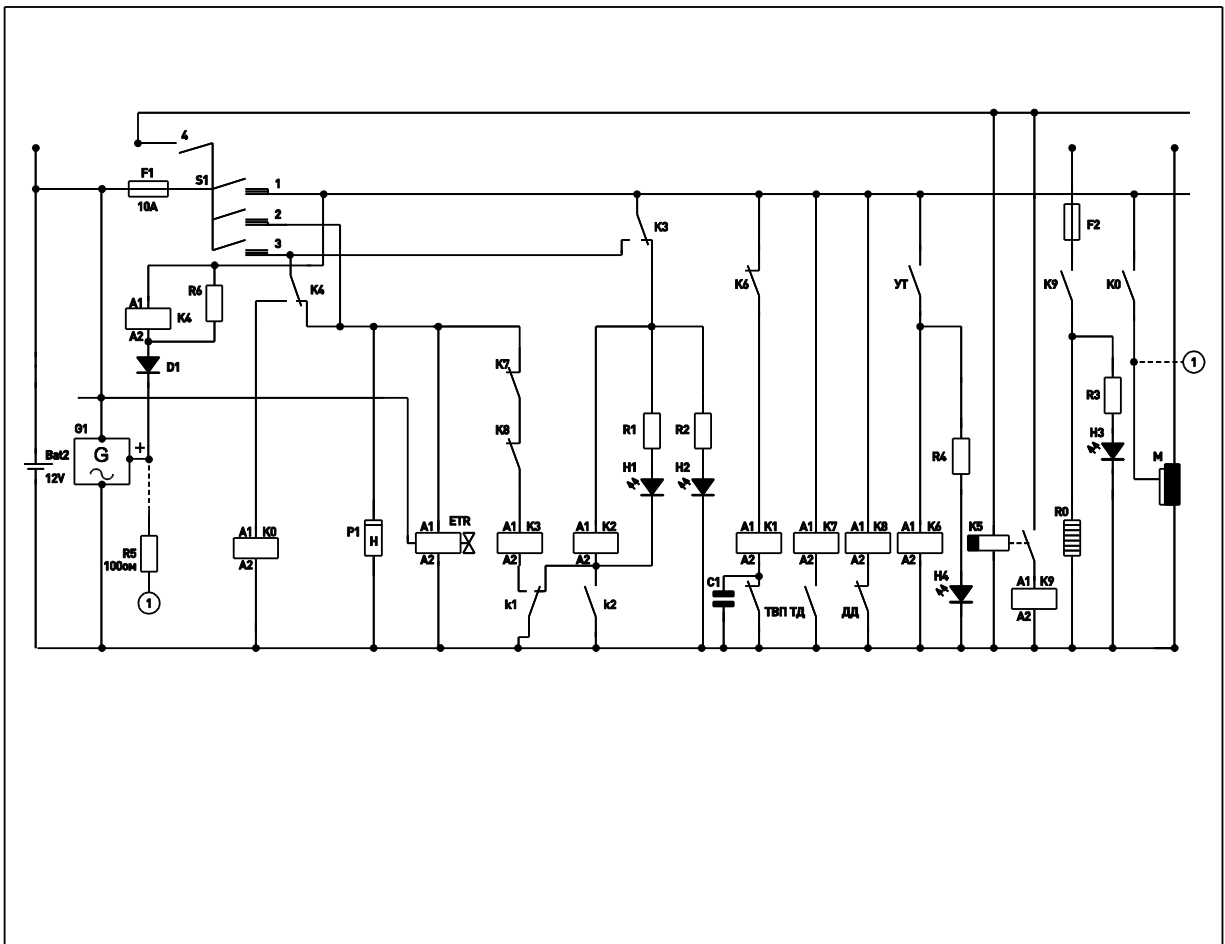 4
F1
S1
1
10A
2
F2
K3
3
K6
УТ
K9
K0
R6
K4
A1
K4
A2
1
D1
K7
R3
G1
K8
R1
R2
H3
+
G
R4
M
Bat2
12V
H1
H2
R0
ETR
A1 K0
P1
H
A1
A1 K3
A1 K2
A1 K1
A1 K7
A1 K8
A1 K6
K5
R5
100ом
A2
A2
A2
A2
A2
A2
A2
A2
C1
H4
A1 K9
1
k1
k2
ТВП
ТД
ДД
A2